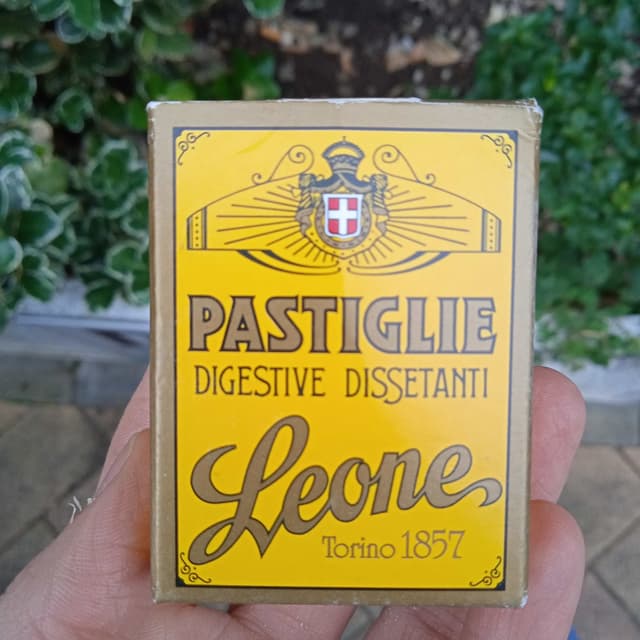 PASTIGLIE
DIGESTIVE DISSETANTI
Leone
Torino 1857